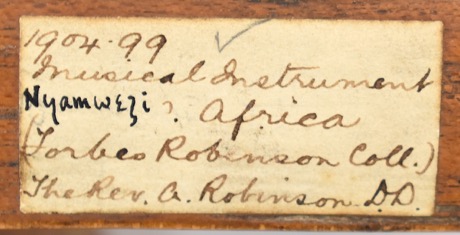 1904.99
Musical Instrument
Nyamwezi ?. Africa
(Forbes Robinson Coll.)
The Rev. A. Robinson. D.D.